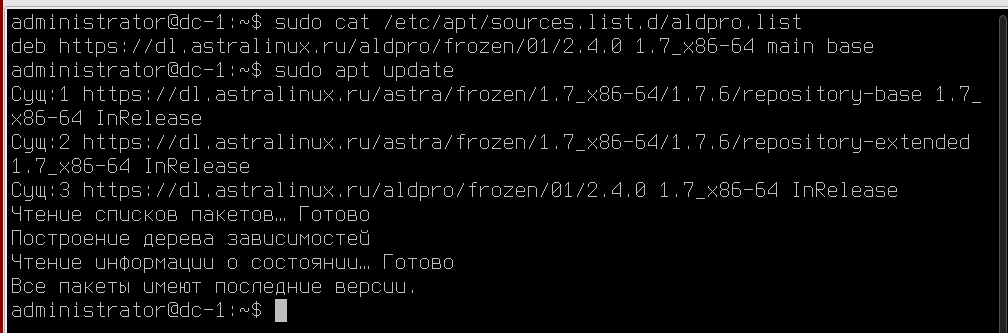 administrator@dc-1:~$ sudo cat /etc/apt/sources.list.d/aldpro.list
deb https://dl.astralinux.ru/aldpro/frozen/01/2.4.0 1.7_x86-64 main base
administrator@dc-1:~$ sudo apt update
Сущ:1 https://dl.astralinux.ru/astra/frozen/1.7_x86-64/1.7.6/repository-base 1.7_
x86-64 InRelease
Сущ:2 https://dl.astralinux.ru/astra/frozen/1.7_x86-64/1.7.6/repository-extended
1.7_x86-64 InRelease
Сущ:3 https://dl.astralinux.ru/aldpro/frozen/01/2.4.0 1.7_x86-64 InRelease
Чтение списков пакетов… Готово
Построение дерева зависимостей
Чтение информации о состоянии… Готово
Все пакеты имеют последние версии.
administrator@dc-1:~$